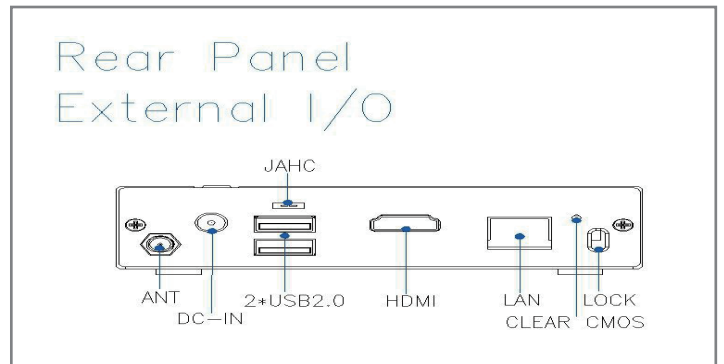 Rear Panel
External I/O
JAHC
ANT
DC-IN
2*USB2.0
HDMI
LAN
LOCK
CLEAR CMOS